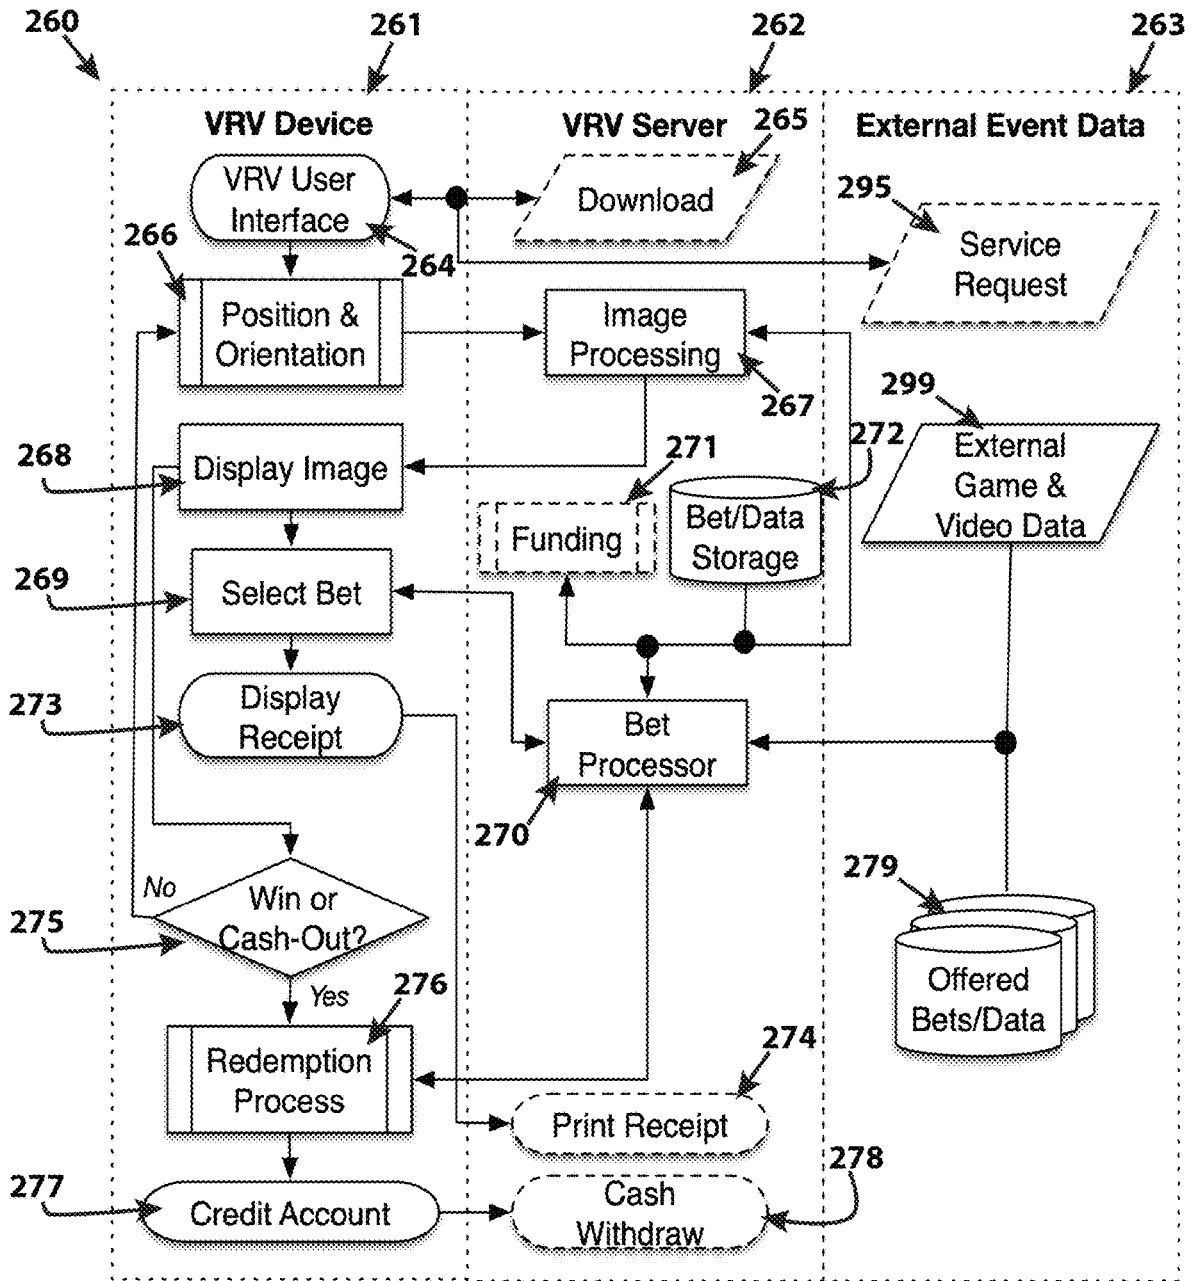 260
261
262
263
VRV Device
VRV Server
External Event Data
265
VRV User
Interface
Download
295
266
264
Service
Request
Position &
Orientation
Image
Processing
267
299
268
Display Image
271
272
External
Game &
Video Data
Funding
Bet/Data
Storage
269
Select Bet
273
Display
Receipt
Bet
Processor
270
No
279
275
Win or
Cash-Out?
Offered
Bets/Data
Yes
276
Redemption
Process
274
Print Receipt
277
278
Credit Account
Cash
Withdraw